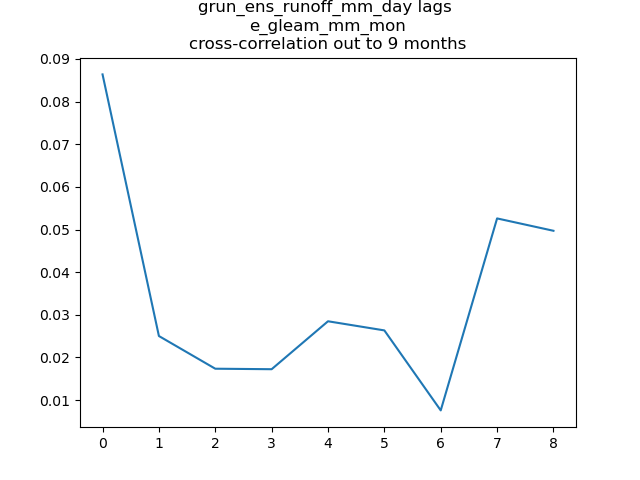 grun_ens_runoff_mm_day lags
e_gleam_mm_mon
cross-correlation out to 9 months
0.09
0.08
0.07
0.06
0.05
0.04
0.03
0.02
0.01
0 1 2 3 4 5 6 7 8